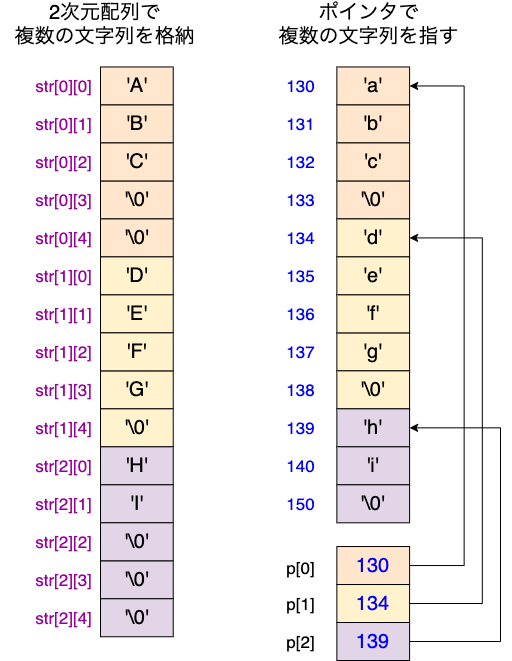 2次元配列で
複数の文字列を格納
str[0][0] 'A'
str[0][1] 'B'
str[0][2] 'C'
str[0][3] '\0'
str[0][4] '\0'
str[1][0] 'D'
str[1][1] 'E'
str[1][2] 'F'
str[1][3] 'G'
str[1][4] '\0'
str[2][0] 'H'
str[2][1] 'I'
str[2][2] '\0'
str[2][3] '\0'
str[2][4] '\0'
ポインタで
複数の文字列を指す
130 'a'
131 'b'
132 'c'
133 '\0'
134 'd'
135 'e'
136 'f'
137 'g'
138 '\0'
139 'h'
140 'i'
150 '\0'
p[0] 130
p[1] 134
p[2] 139